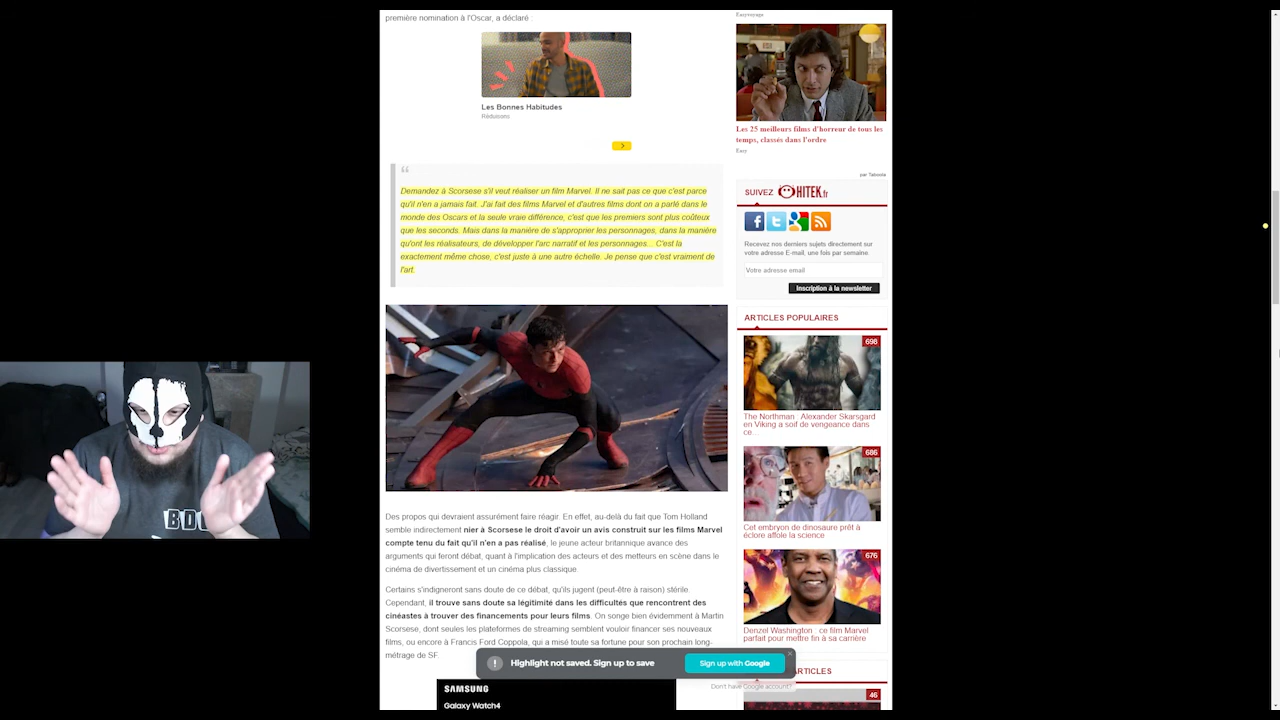 première nomination à l'Oscar, a déclaré :
Les Bonnes Habitudes
Réductions
“
Demandez à Scorsese s'il veut réaliser un film Marvel. Il ne sait pas ce que c'est parce
qu'il n'en a jamais fait. J'ai fait des films Marvel et d'autres films dont on a parlé dans le
monde des Oscars et la seule vraie différence, c'est que les premiers sont plus coûteux
que les seconds. Mais dans la manière de s'approprier les personnages, dans la manière
qu'ont les réalisateurs, de développer l'arc narratif et les personnages... C'est la
exactement même chose, c'est juste à une autre échelle. Je pense que c'est vraiment de
l'art.
Des propos qui devraient assurément faire réagir. En effet, au-delà du fait que Tom Holland
semble indirectement nier à Scorsese le droit d'avoir un avis construit sur les films Marvel
compte tenu du fait qu'il n'en a pas réalisé, le jeune acteur britannique avance des
arguments qui feront débat, quant à l'implication des acteurs et des metteurs en scène dans le
cinéma de divertissement et un cinéma plus classique.
Certains s'indigneront sans doute de ce débat, qu'ils jugent (peut-être à raison) stérile.
Cependant, il trouve sans doute sa légitimité dans les difficultés que rencontrent des
cinéastes à trouver des financements pour leurs films. On songe bien évidemment à Martin
Scorsese, dont seules les plateformes de streaming semblent vouloir financer ses nouveaux
films, ou encore à Francis Ford Coppola, qui a misé toute sa fortune pour son prochain long-
métrage de SF.
Highlight not saved. Sign up to save
Sign up with Google
Don't have Google account?
SAMSUNG
Galaxy Watch4
Easyvoyage
Les 25 meilleurs films d'horreur de tous les
temps, classés dans l'ordre
Easy
par Taboola
SUIVEZ HITEK.fr
Recevez nos derniers sujets directement sur
votre adresse E-mail, une fois par semaine.
Votre adresse email
Inscription à la newsletter
ARTICLES POPULAIRES
698
The Northman : Alexander Skarsgard
en Viking a soif de vengeance dans
ce...
686
Cet embryon de dinosaure prêt à
éclore affole la science
676
Denzel Washington : ce film Marvel
parfait pour mettre fin à sa carrière
ARTICLES
46